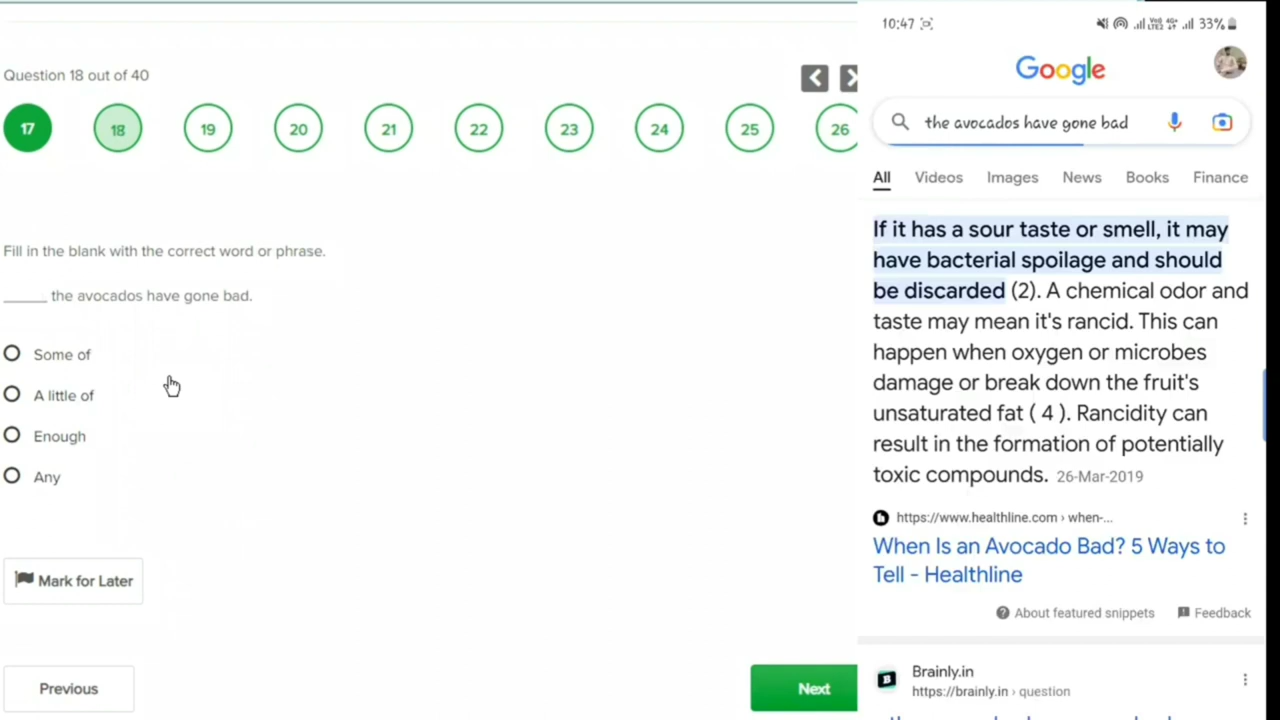 Question 18 out of 40
17 18 19 20 21 22 23 24 25 26
Fill in the blank with the correct word or phrase.
______ the avocados have gone bad.
Some of
A little of
Enough
Any
Mark for Later
Previous
Next
10:47
33%
Google
the avocados have gone bad
All Videos Images News Books Finance
If it has a sour taste or smell, it may
have bacterial spoilage and should
be discarded (2). A chemical odor and
taste may mean it's rancid. This can
happen when oxygen or microbes
damage or break down the fruit's
unsaturated fat ( 4 ). Rancidity can
result in the formation of potentially
toxic compounds. 26-Mar-2019
https://www.healthline.com › when-...
When Is an Avocado Bad? 5 Ways to
Tell - Healthline
About featured snippets Feedback
Brainly.in
https://brainly.in › question